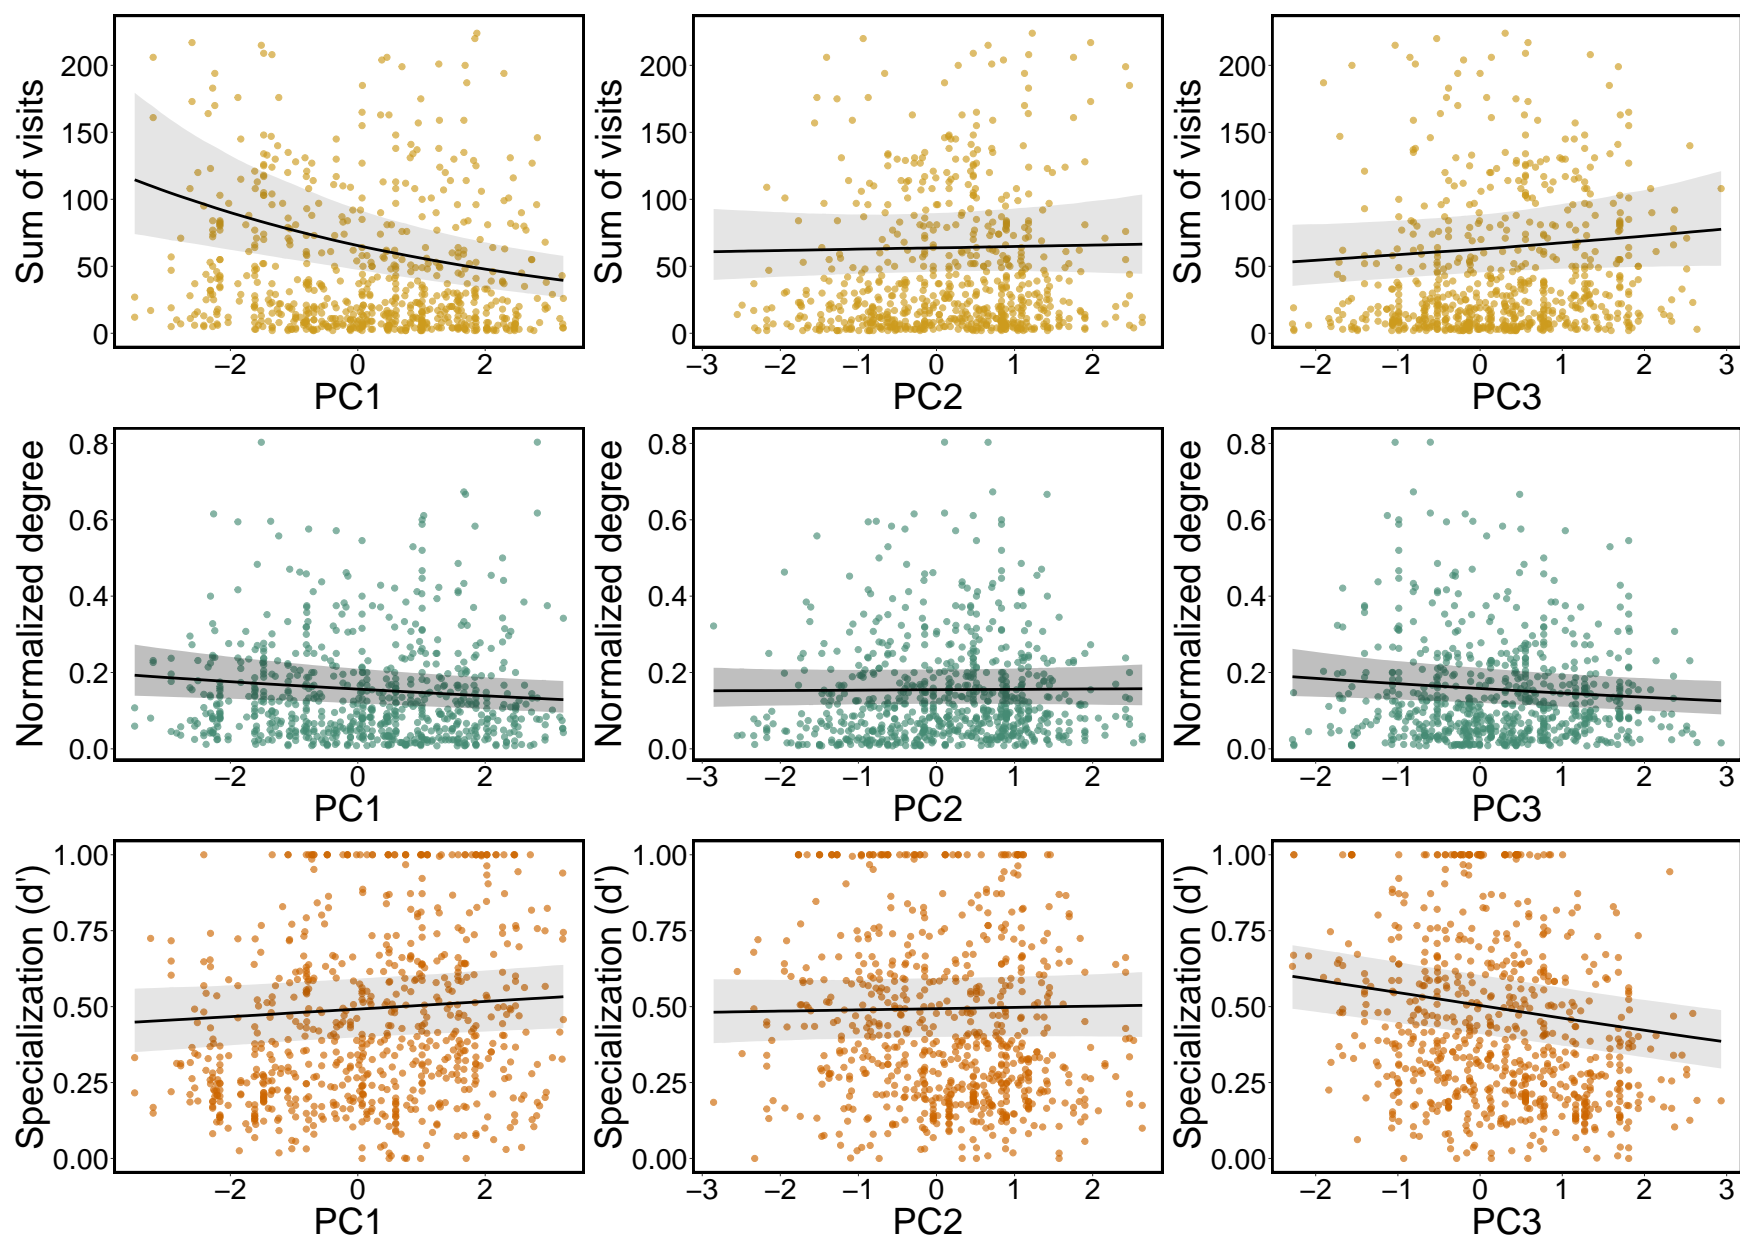 Sum of visits
200
150
100
50
0
−2 0 2
PC1
Sum of visits
200
150
100
50
0
−3 −2 −1 0 1 2
PC2
Sum of visits
200
150
100
50
0
−2 −1 0 1 2 3
PC3
Normalized degree
0.8
0.6
0.4
0.2
0.0
−2 0 2
PC1
Normalized degree
0.8
0.6
0.4
0.2
0.0
−3 −2 −1 0 1 2
PC2
Normalized degree
0.8
0.6
0.4
0.2
0.0
−2 −1 0 1 2 3
PC3
Specialization (d')
1.00
0.75
0.50
0.25
0.00
−2 0 2
PC1
Specialization (d')
1.00
0.75
0.50
0.25
0.00
−3 −2 −1 0 1 2
PC2
Specialization (d')
1.00
0.75
0.50
0.25
0.00
−2 −1 0 1 2 3
PC3